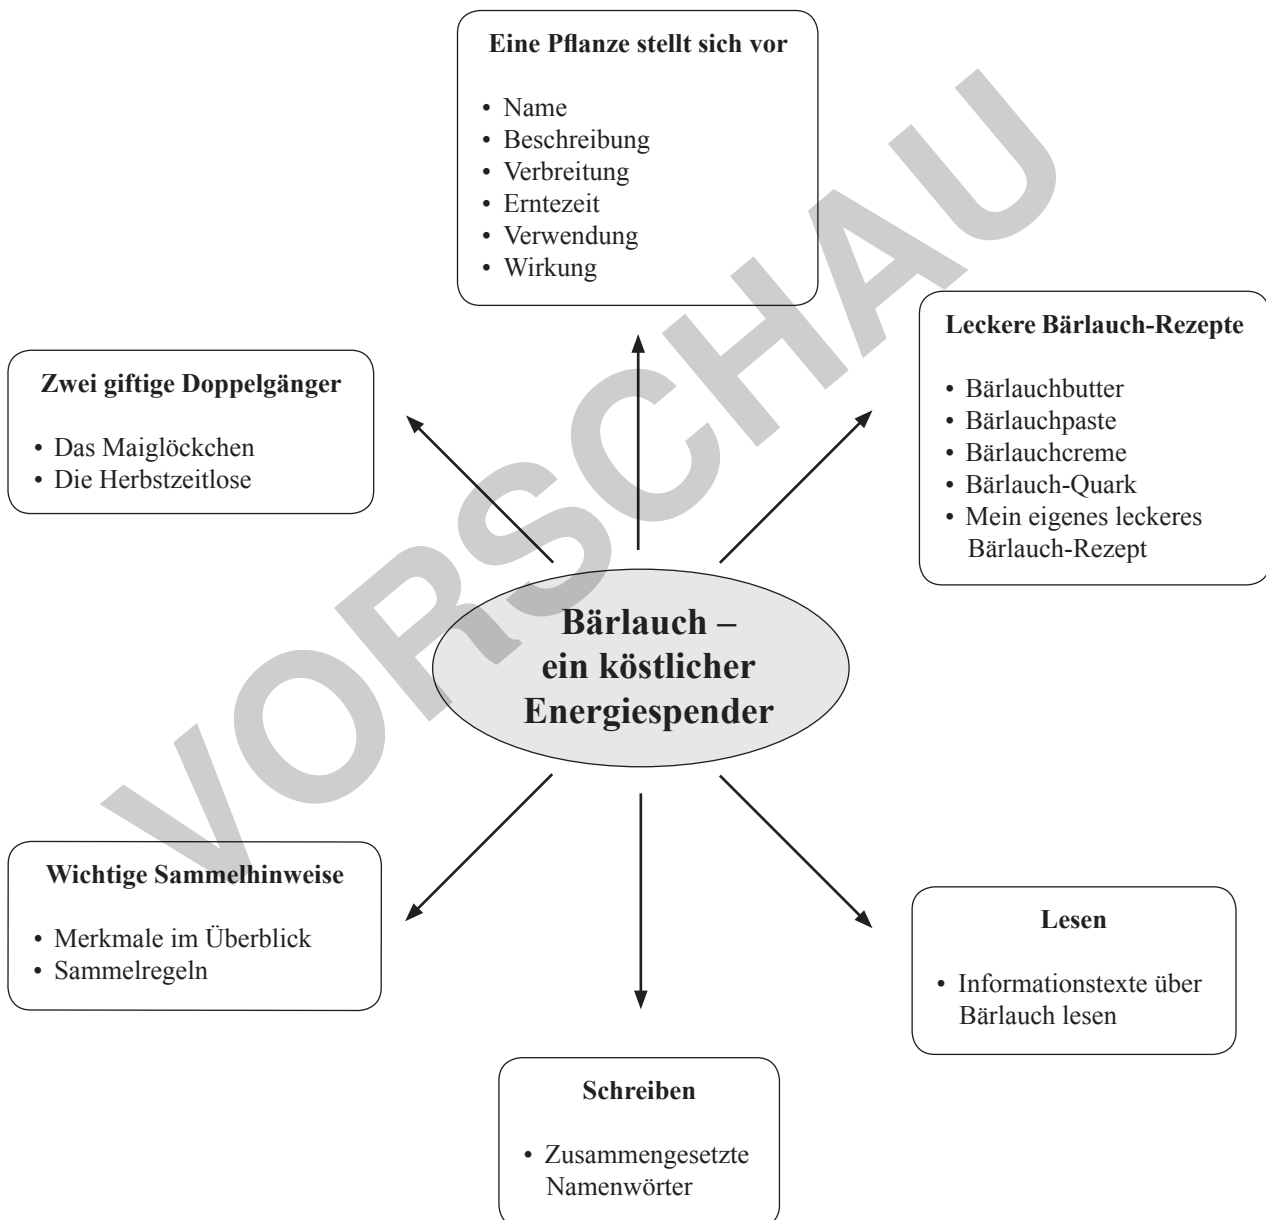 Eine Pflanze stellt sich vor
• Name
• Beschreibung
• Verbreitung
• Erntezeit
• Verwendung
• Wirkung
Leckere Bärlauch-Rezepte
• Bärlauchbutter
• Bärlauchpaste
• Bärlauchcreme
• Bärlauch-Quark
• Mein eigenes leckeres
Bärlauch-Rezept
Zwei giftige Doppelgänger
• Das Maiglöckchen
• Die Herbstzeitlose
Bärlauch –
ein köstlicher
Energiespender
Wichtige Sammelhinweise
• Merkmale im Überblick
• Sammelregeln
Lesen
• Informationstexte über
Bärlauch lesen
Schreiben
• Zusammengesetzte
Namenwörter
VORSCHAU